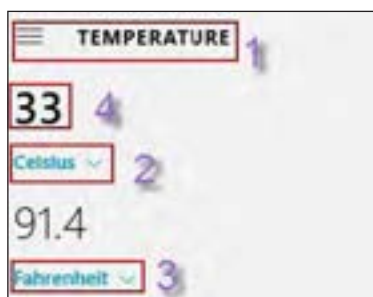 TEMPERATURE 1
33 4
Celsius 2
91.4
Fahrenheit 3